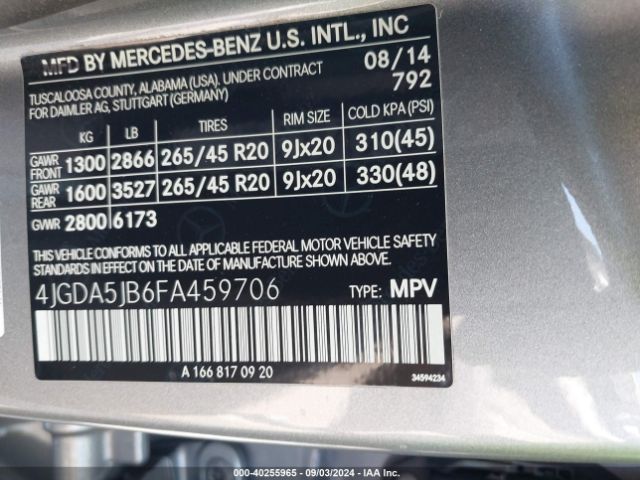 MFD BY MERCEDES-BENZ U.S. INTL., INC
TUSCALOOSA COUNTY, ALABAMA (USA). UNDER CONTRACT 08/14
FOR DAIMLER AG, STUTTGART (GERMANY) 792
KG LB TIRES RIM SIZE COLD KPA (PSI)
GAWR FRONT 1300 2866 265/45 R20 9Jx20 310(45)
GAWR REAR 1600 3527 265/45 R20 9Jx20 330(48)
GVWR 2800 6173
THIS VEHICLE CONFORMS TO ALL APPLICABLE FEDERAL MOTOR VEHICLE SAFETY
STANDARDS IN EFFECT ON THE DATE OF MANUFACTURE SHOWN ABOVE.
4JGDA5JB6FA459706 TYPE: MPV
A 166 817 09 20
34594234
000-40255965 - 09/03/2024 - IAA Inc.